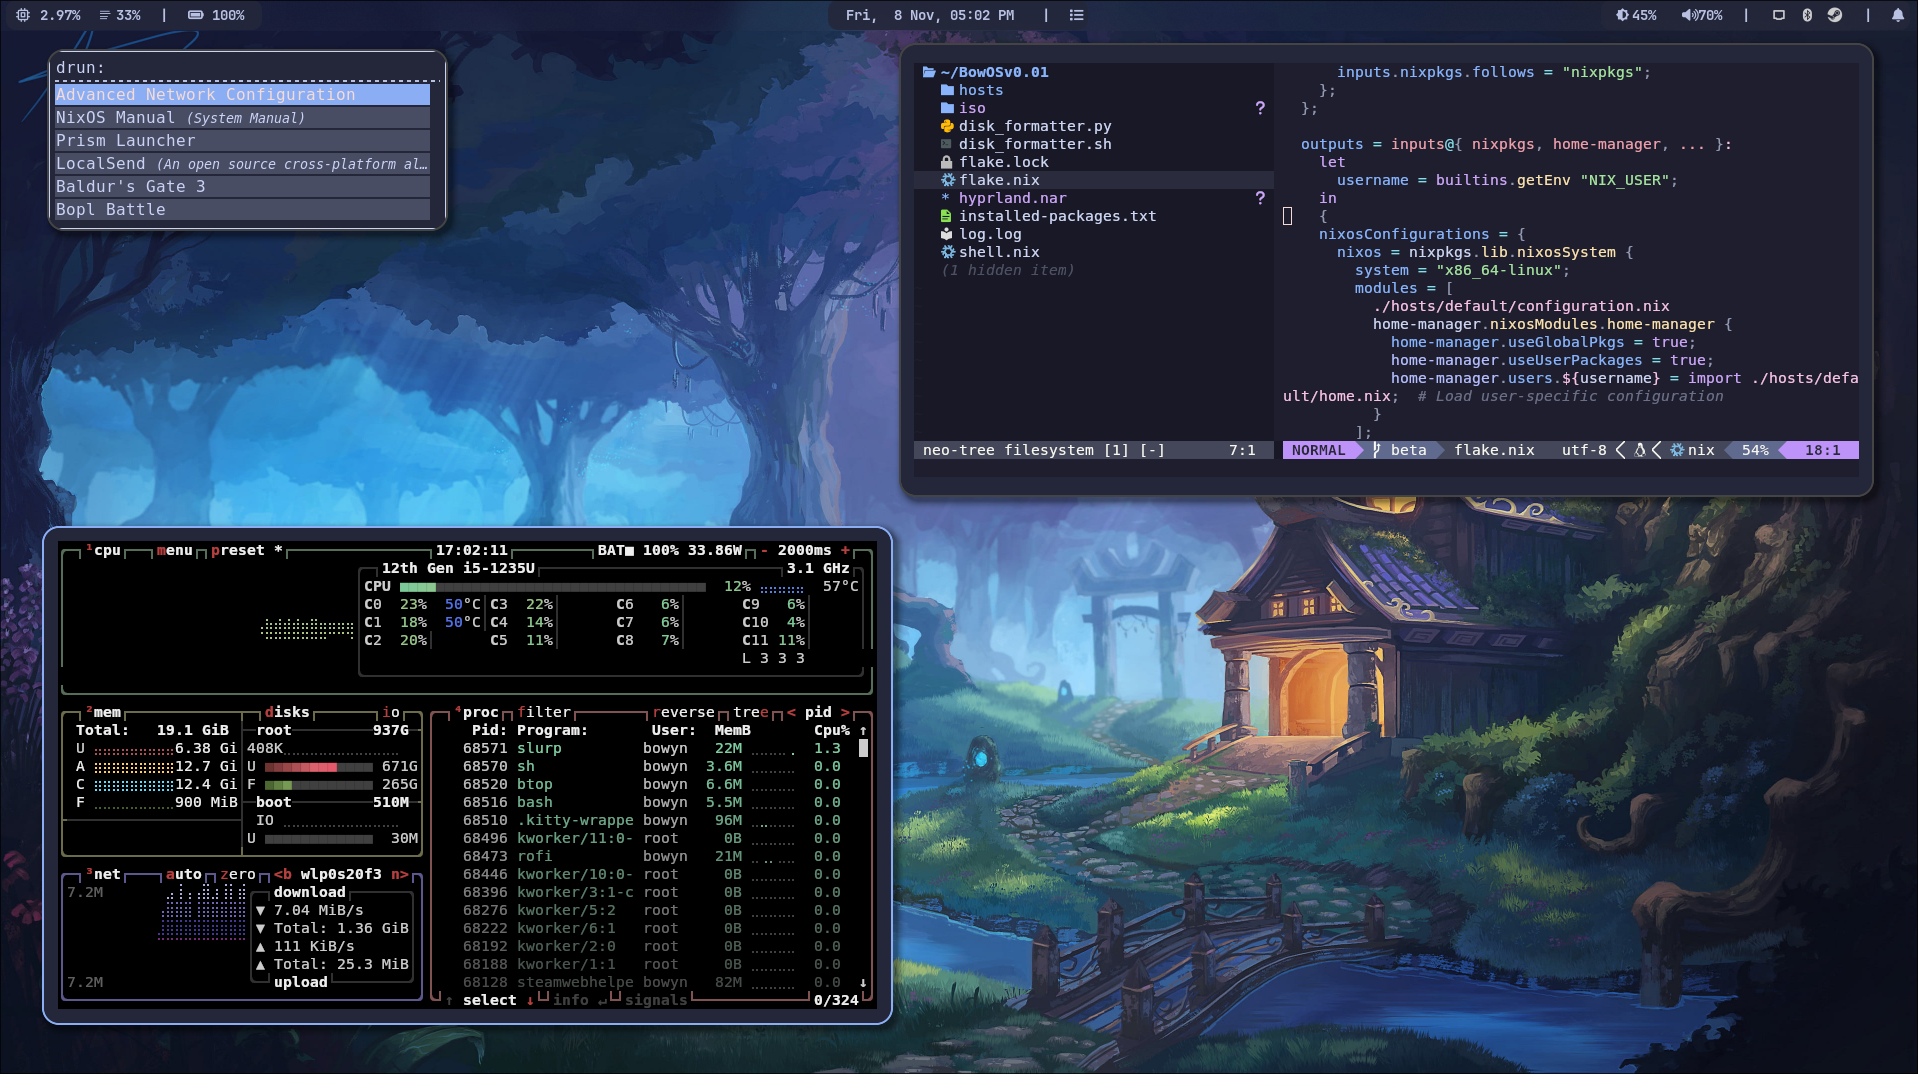 2.97% 33% | 100%
Fri, 8 Nov, 05:02 PM |
45% 70% | |
drun:
Advanced Network Configuration
NixOS Manual (System Manual)
Prism Launcher
LocalSend (An open source cross-platform al…
Baldur's Gate 3
Bopl Battle
~/BowOSv0.01
hosts
iso ?
disk_formatter.py
disk_formatter.sh
flake.lock
flake.nix
* hyprland.nar ?
installed-packages.txt
log.log
shell.nix
(1 hidden item)
neo-tree filesystem [1] [-] 7:1
inputs.nixpkgs.follows = "nixpkgs";
};
};
outputs = inputs@{ nixpkgs, home-manager, ... }:
let
username = builtins.getEnv "NIX_USER";
in
{
nixosConfigurations = {
nixos = nixpkgs.lib.nixosSystem {
system = "x86_64-linux";
modules = [
./hosts/default/configuration.nix
home-manager.nixosModules.home-manager {
home-manager.useGlobalPkgs = true;
home-manager.useUserPackages = true;
home-manager.users.${username} = import ./hosts/defa
ult/home.nix; # Load user-specific configuration
}
];
NORMAL beta flake.nix utf-8 nix 54% 18:1
¹cpu menu preset * 17:02:11 BAT■ 100% 33.86W - 2000ms +
12th Gen i5-1235U 3.1 GHz
CPU 12% 57°C
C0 23% 50°C C3 22% C6 6% C9 6%
C1 18% 50°C C4 14% C7 6% C10 4%
C2 20% C5 11% C8 7% C11 11%
L 3 3 3
²mem disks io
Total: 19.1 GiB root 937G
U 6.38 Gi 408K
A 12.7 Gi U 671G
C 12.4 Gi F 265G
F 900 MiB boot 510M
IO
U 30M
³net auto zero <b wlp0s20f3 n>
7.2M download
▼ 7.04 MiB/s
▼ Total: 1.36 GiB
▲ 111 KiB/s
▲ Total: 25.3 MiB
7.2M upload
⁴proc filter reverse tree < pid >
Pid: Program: User: MemB Cpu% ↑
68571 slurp bowyn 22M 1.3
68570 sh bowyn 3.6M 0.0
68520 btop bowyn 6.6M 0.0
68516 bash bowyn 5.5M 0.0
68510 .kitty-wrappe bowyn 96M 0.0
68496 kworker/11:0- root 0B 0.0
68473 rofi bowyn 21M 0.0
68446 kworker/10:0- root 0B 0.0
68396 kworker/3:1-c root 0B 0.0
68276 kworker/5:2 root 0B 0.0
68222 kworker/6:1 root 0B 0.0
68192 kworker/2:0 root 0B 0.0
68188 kworker/1:1 root 0B 0.0
68128 steamwebhelpe bowyn 82M 0.0 ↓
↑ select ↓ info ↵ signals 0/324